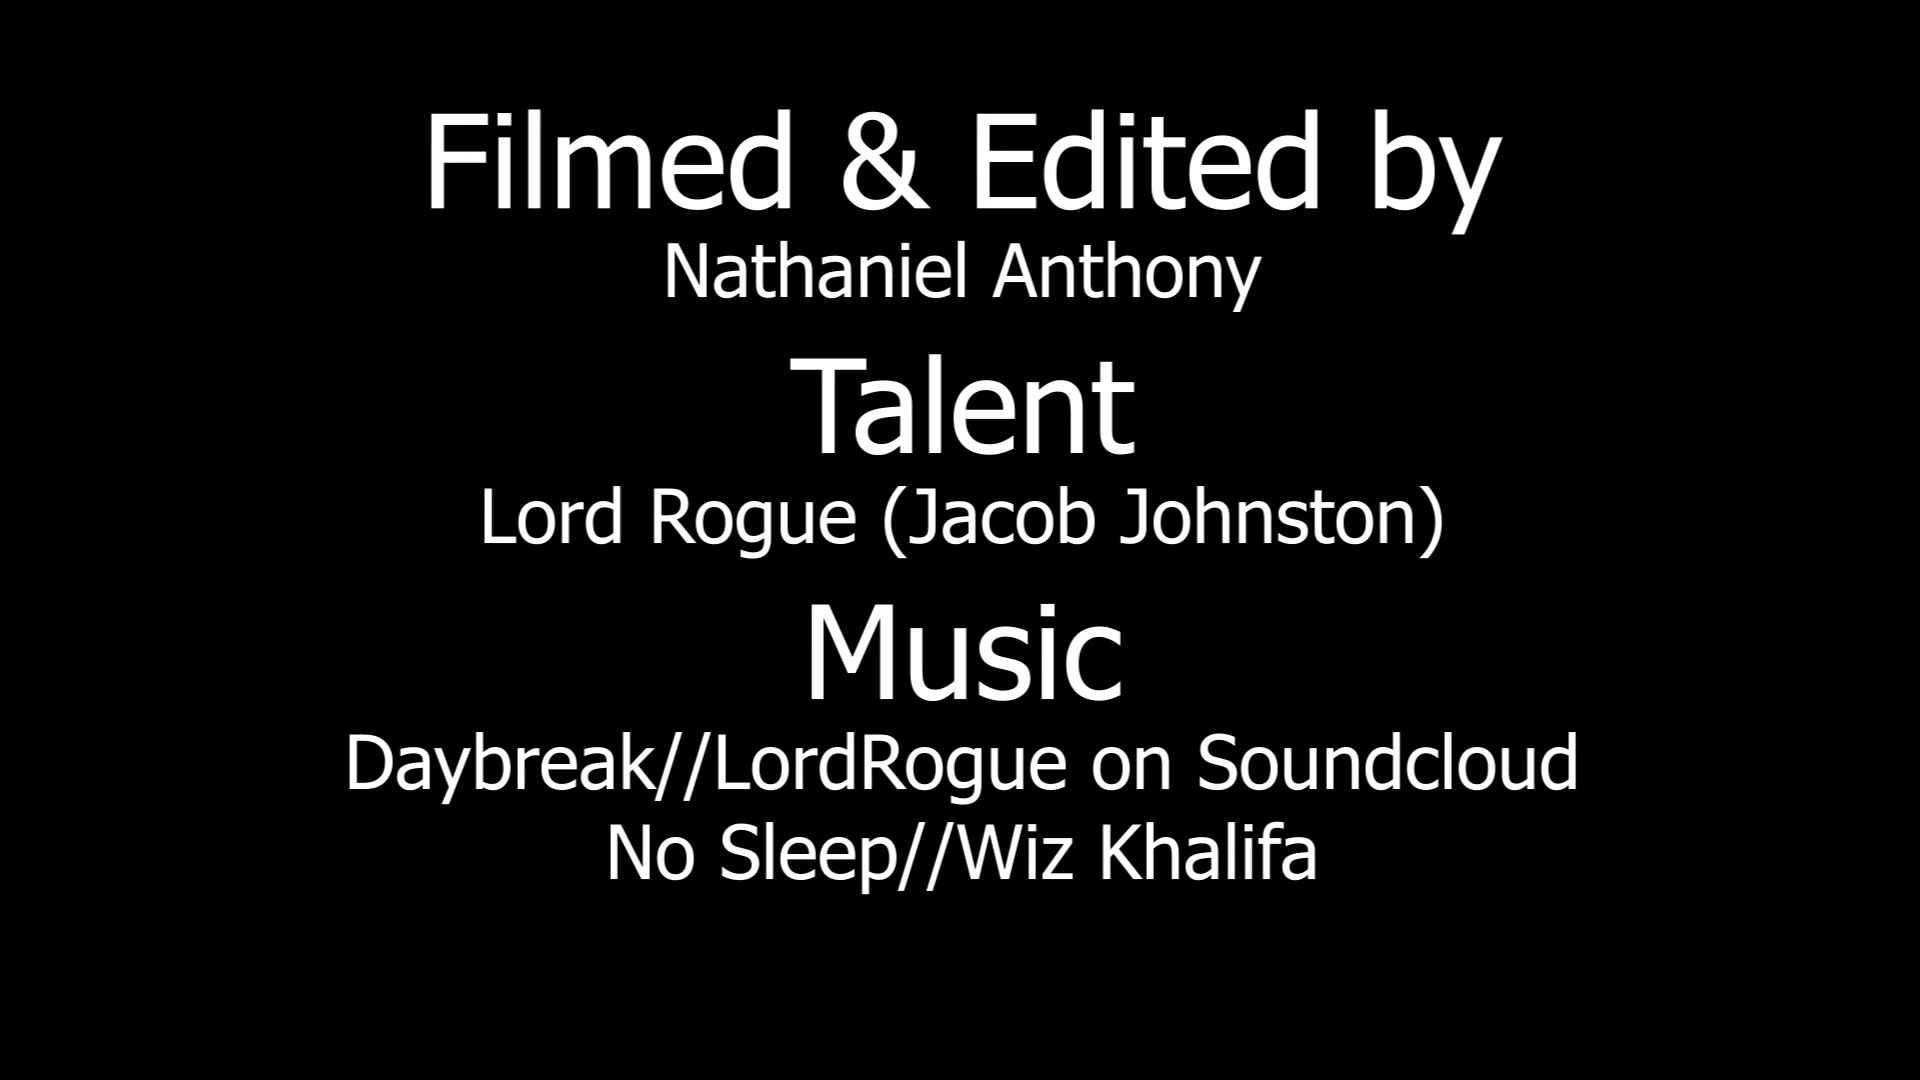 Filmed & Edited by
Nathaniel Anthony
Talent
Lord Rogue (Jacob Johnston)
Music
Daybreak//LordRogue on Soundcloud
No Sleep//Wiz Khalifa